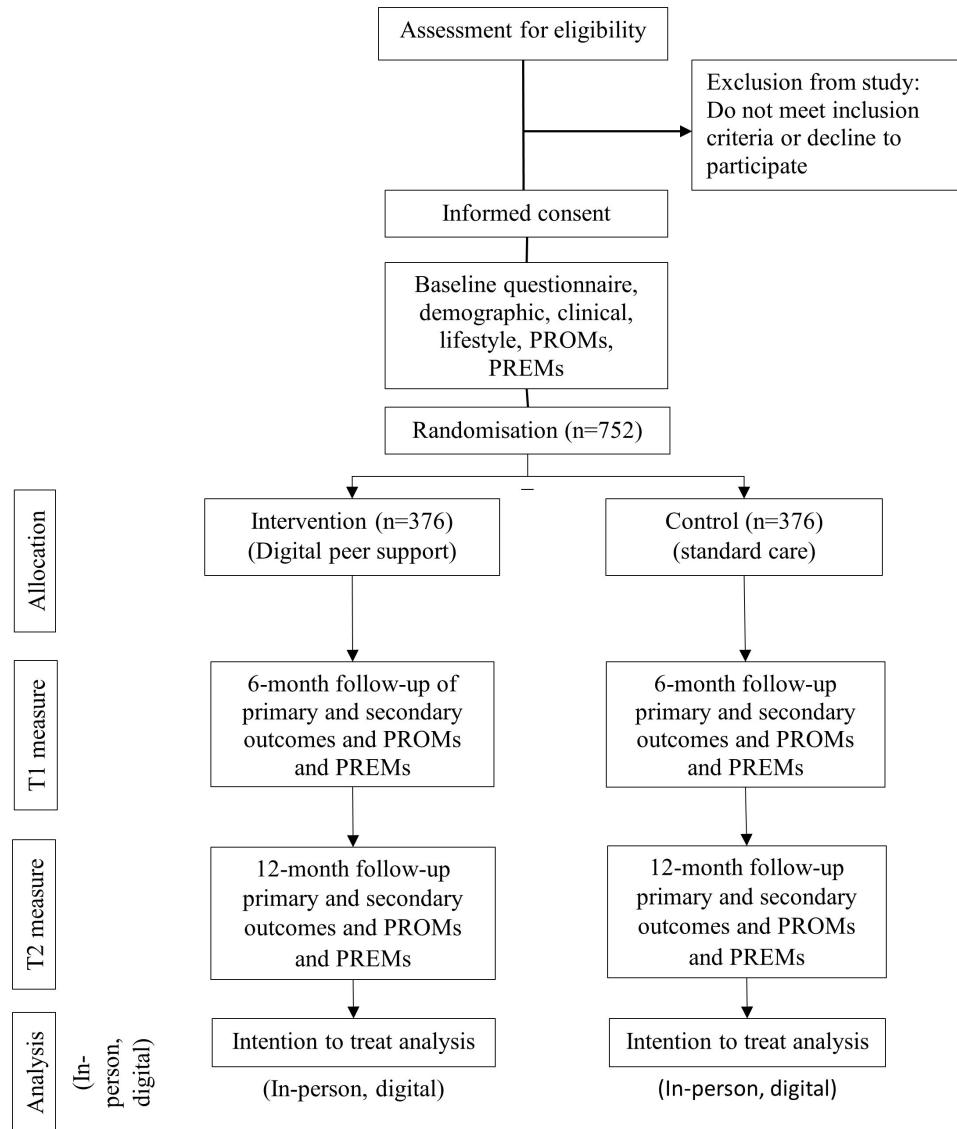 Assessment for eligibility
Exclusion from study:
Do not meet inclusion
criteria or decline to
participate
Informed consent
Baseline questionnaire,
demographic, clinical,
lifestyle, PROMs,
PREMs
Randomisation (n=752)
Allocation
Intervention (n=376)
(Digital peer support)
Control (n=376)
(standard care)
T1 measure
6-month follow-up of
primary and secondary
outcomes and PROMs
and PREMs
6-month follow-up
primary and secondary
outcomes and PROMs
and PREMs
T2 measure
12-month follow-up
primary and secondary
outcomes and PROMs
and PREMs
12-month follow-up
primary and secondary
outcomes and PROMs
and PREMs
Analysis
(In-
person,
digital)
Intention to treat analysis
(In-person, digital)
Intention to treat analysis
(In-person, digital)